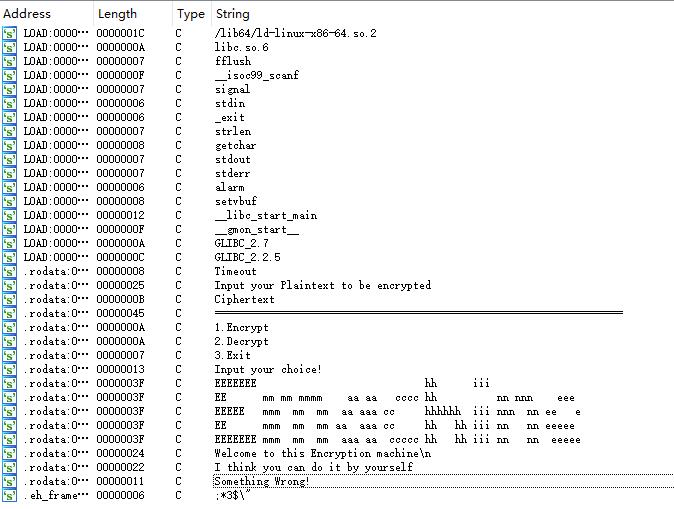 Address Length Type String
LOAD:0000… 0000001C C /lib64/ld-linux-x86-64.so.2
LOAD:0000… 0000000A C libc.so.6
LOAD:0000… 00000007 C fflush
LOAD:0000… 0000000F C __isoc99_scanf
LOAD:0000… 00000007 C signal
LOAD:0000… 00000006 C stdin
LOAD:0000… 00000006 C _exit
LOAD:0000… 00000007 C strlen
LOAD:0000… 00000008 C getchar
LOAD:0000… 00000007 C stdout
LOAD:0000… 00000007 C stderr
LOAD:0000… 00000006 C alarm
LOAD:0000… 00000008 C setvbuf
LOAD:0000… 00000012 C __libc_start_main
LOAD:0000… 0000000F C __gmon_start__
LOAD:0000… 0000000A C GLIBC_2.7
LOAD:0000… 0000000C C GLIBC_2.2.5
.rodata:0… 00000008 C Timeout
.rodata:0… 00000025 C Input your Plaintext to be encrypted
.rodata:0… 0000000B C Ciphertext
.rodata:0… 00000045 C ====================================================================
.rodata:0… 0000000A C 1.Encrypt
.rodata:0… 0000000A C 2.Decrypt
.rodata:0… 00000007 C 3.Exit
.rodata:0… 00000013 C Input your choice!
.rodata:0… 0000003F C EEEEEEE                            hh      iii
.rodata:0… 0000003F C EE      mm mm mmmm    aa aa   cccc hh          nn nnn    eee
.rodata:0… 0000003F C EEEEE   mmm  mm  mm  aa aaa cc     hhhhhh  iii nnn  nn ee   e
.rodata:0… 0000003F C EE      mmm  mm  mm aa  aaa cc     hh   hh iii nn   nn eeeee
.rodata:0… 0000003F C EEEEEEE mmm  mm  mm  aaa aa  ccccc hh   hh iii nn   nn  eeeee
.rodata:0… 00000024 C Welcome to this Encryption machine\n
.rodata:0… 00000022 C I think you can do it by yourself
.rodata:0… 00000011 C Something Wrong!
.eh_frame… 00000006 C ;*3$\"